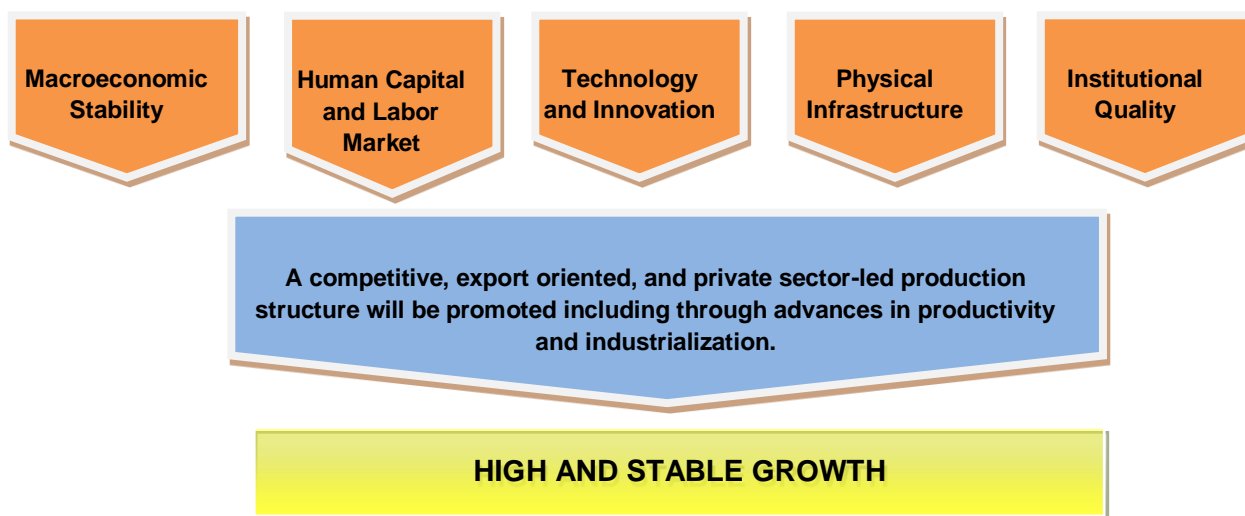 Macroeconomic
Stability
Human Capital
and Labor
Market
Technology
and Innovation
Physical
Infrastructure
Institutional
Quality
A competitive, export oriented, and private sector-led production
structure will be promoted including through advances in productivity
and industrialization.
HIGH AND STABLE GROWTH